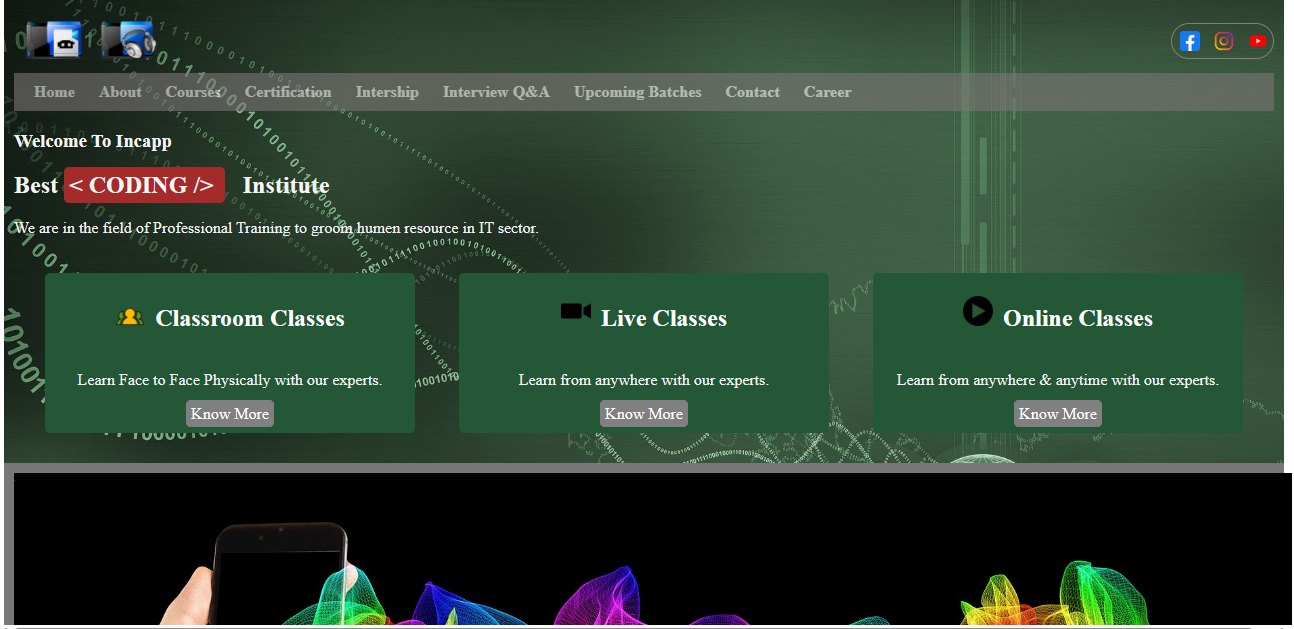 Home About Courses Certification Intership Interview Q&A Upcoming Batches Contact Career
Welcome To Incapp
Best < CODING /> Institute
We are in the field of Professional Training to groom human resource in IT sector.
Classroom Classes
Learn Face to Face Physically with our experts.
Know More
Live Classes
Learn from anywhere with our experts.
Know More
Online Classes
Learn from anywhere & anytime with our experts.
Know More